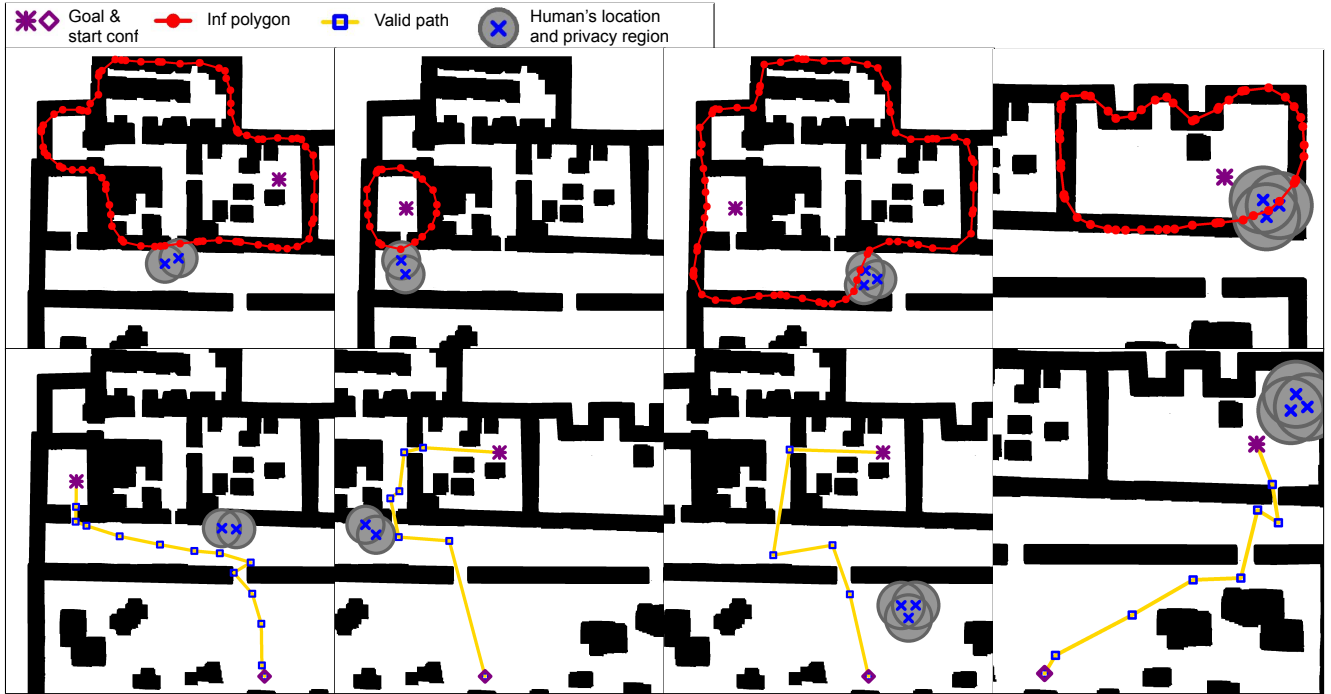 Goal &
start conf
Inf polygon
Valid path
Human's location
and privacy region